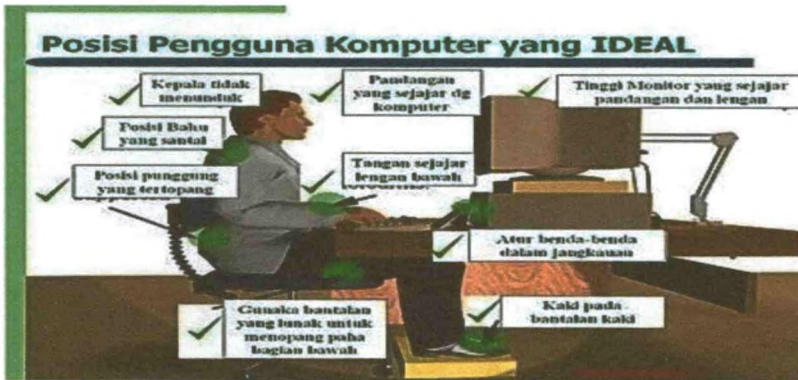 Posisi Pengguna Komputer yang IDEAL
Kepala tidak
menunduk
Pandangan
yang sejajar dg
komputer
Tinggi Monitor yang sejajar
pandangan dan lengan
Posisi Bahu
yang santai
Posisi punggung
yang tertopang
Tangan sejajar
lengan bawah
Atur benda-benda
dalam jangkauan
Gunaka bantalan
yang lunak untuk
menopang paha
bagian bawah
Kaki pada
bantalan kaki